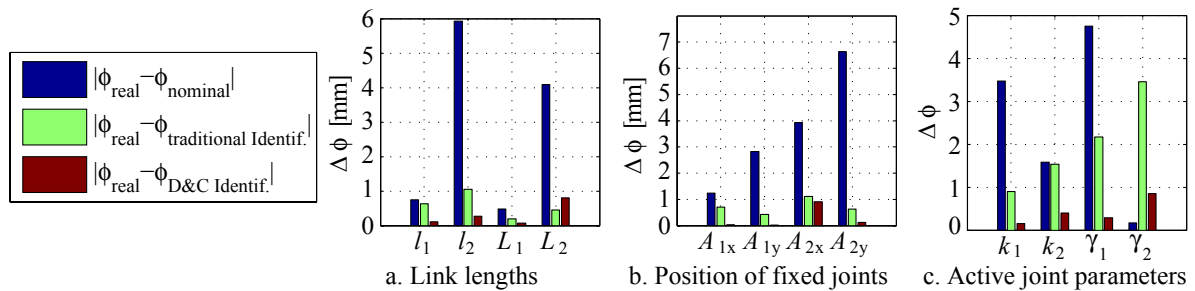 |ϕreal−ϕnominal|
|ϕreal−ϕtraditional Identif.|
|ϕreal−ϕD&C Identif.|
Δ ϕ [mm]
6
5
4
3
2
1
0
l1 l2 L1 L2
a. Link lengths
Δ ϕ [mm]
7
6
5
4
3
2
1
0
A1x A1y A2x A2y
b. Position of fixed joints
Δ ϕ
5
4
3
2
1
0
k1 k2 γ1 γ2
c. Active joint parameters